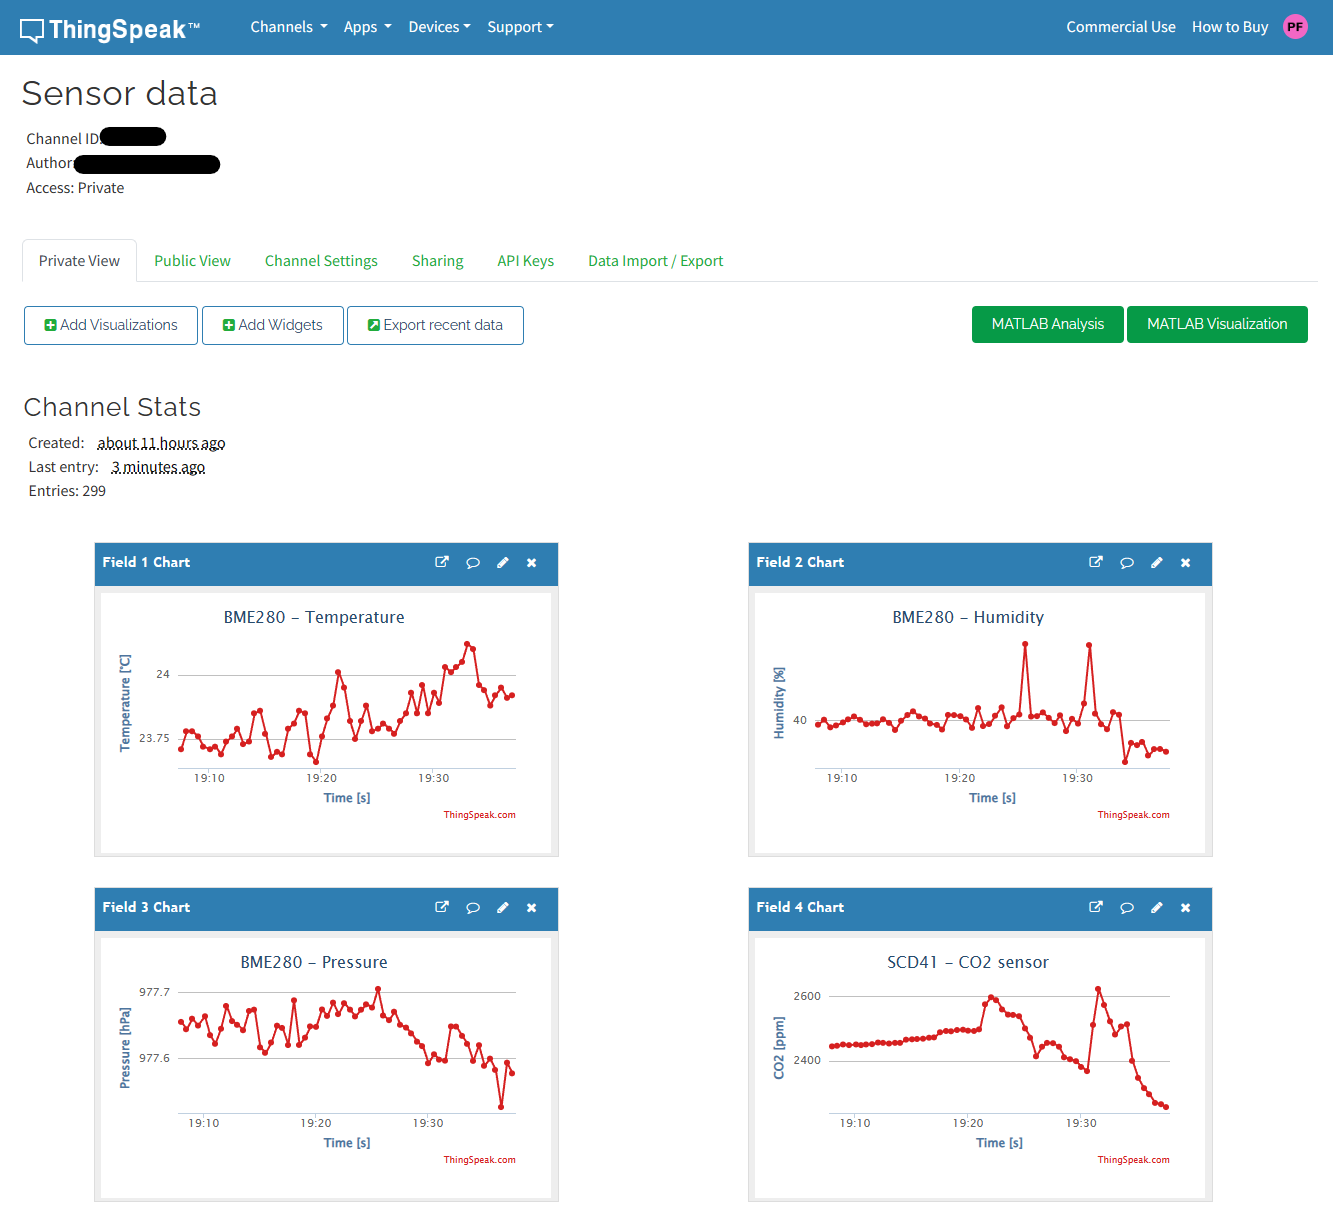 ThingSpeak™ Channels Apps Devices Support Commercial Use How to Buy PF
Sensor data
Channel ID:
Author:
Access: Private
Private View Public View Channel Settings Sharing API Keys Data Import / Export
Add Visualizations Add Widgets Export recent data MATLAB Analysis MATLAB Visualization
Channel Stats
Created: about 11 hours ago
Last entry: 3 minutes ago
Entries: 299
Field 1 Chart
BME280 - Temperature
Temperature [°C]
24
23.75
19:10 19:20 19:30
Time [s]
ThingSpeak.com
Field 2 Chart
BME280 - Humidity
Humidity [%]
40
19:10 19:20 19:30
Time [s]
ThingSpeak.com
Field 3 Chart
BME280 - Pressure
Pressure [hPa]
977.7
977.6
19:10 19:20 19:30
Time [s]
ThingSpeak.com
Field 4 Chart
SCD41 - CO2 sensor
CO2 [ppm]
2600
2400
19:10 19:20 19:30
Time [s]
ThingSpeak.com